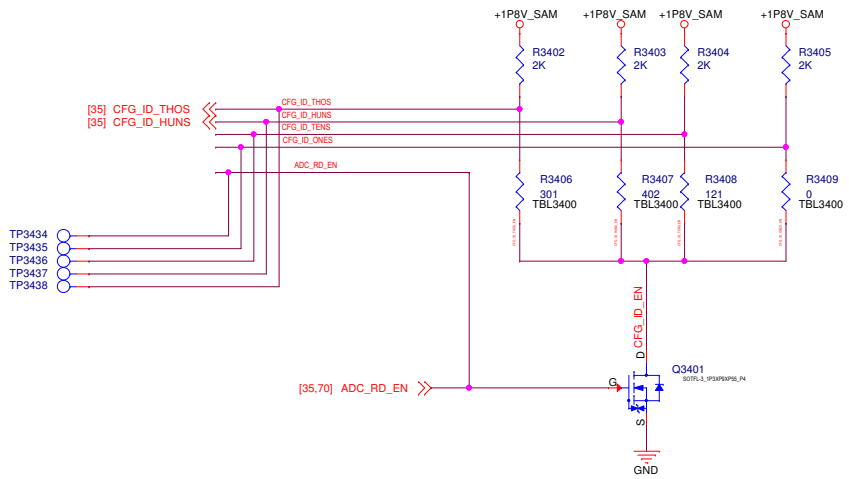 +1P8V_SAM +1P8V_SAM +1P8V_SAM +1P8V_SAM
R3402 R3403 R3404 R3405
2K 2K 2K 2K
CFG_ID_THOS
[35] CFG_ID_THOS
CFG_ID_HUNS
[35] CFG_ID_HUNS
CFG_ID_TENS
CFG_ID_ONES
ADC_RD_EN
R3406 R3407 R3408 R3409
301 402 121 0
TBL3400 TBL3400 TBL3400 TBL3400
TP3434
TP3435
TP3436
TP3437
TP3438
CFG_ID_EN
D
Q3401
SOTFL-3_1P3XP9XP55_P4
[35,70] ADC_RD_EN
G
S
GND